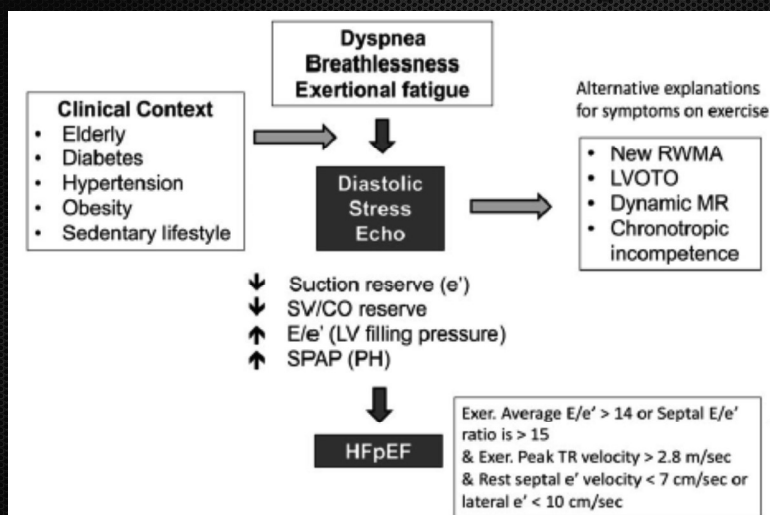 Dyspnea
Breathlessness
Exertional fatigue
Clinical Context
• Elderly
• Diabetes
• Hypertension
• Obesity
• Sedentary lifestyle
Diastolic
Stress
Echo
Alternative explanations
for symptoms on exercise
• New RWMA
• LVOTO
• Dynamic MR
• Chronotropic
incompetence
↓ Suction reserve (e’)
↓ SV/CO reserve
↑ E/e’ (LV filling pressure)
↑ SPAP (PH)
HFpEF
Exer. Average E/e’ > 14 or Septal E/e’
ratio is > 15
& Exer. Peak TR velocity > 2.8 m/sec
& Rest septal e’ velocity < 7 cm/sec or
lateral e’ < 10 cm/sec